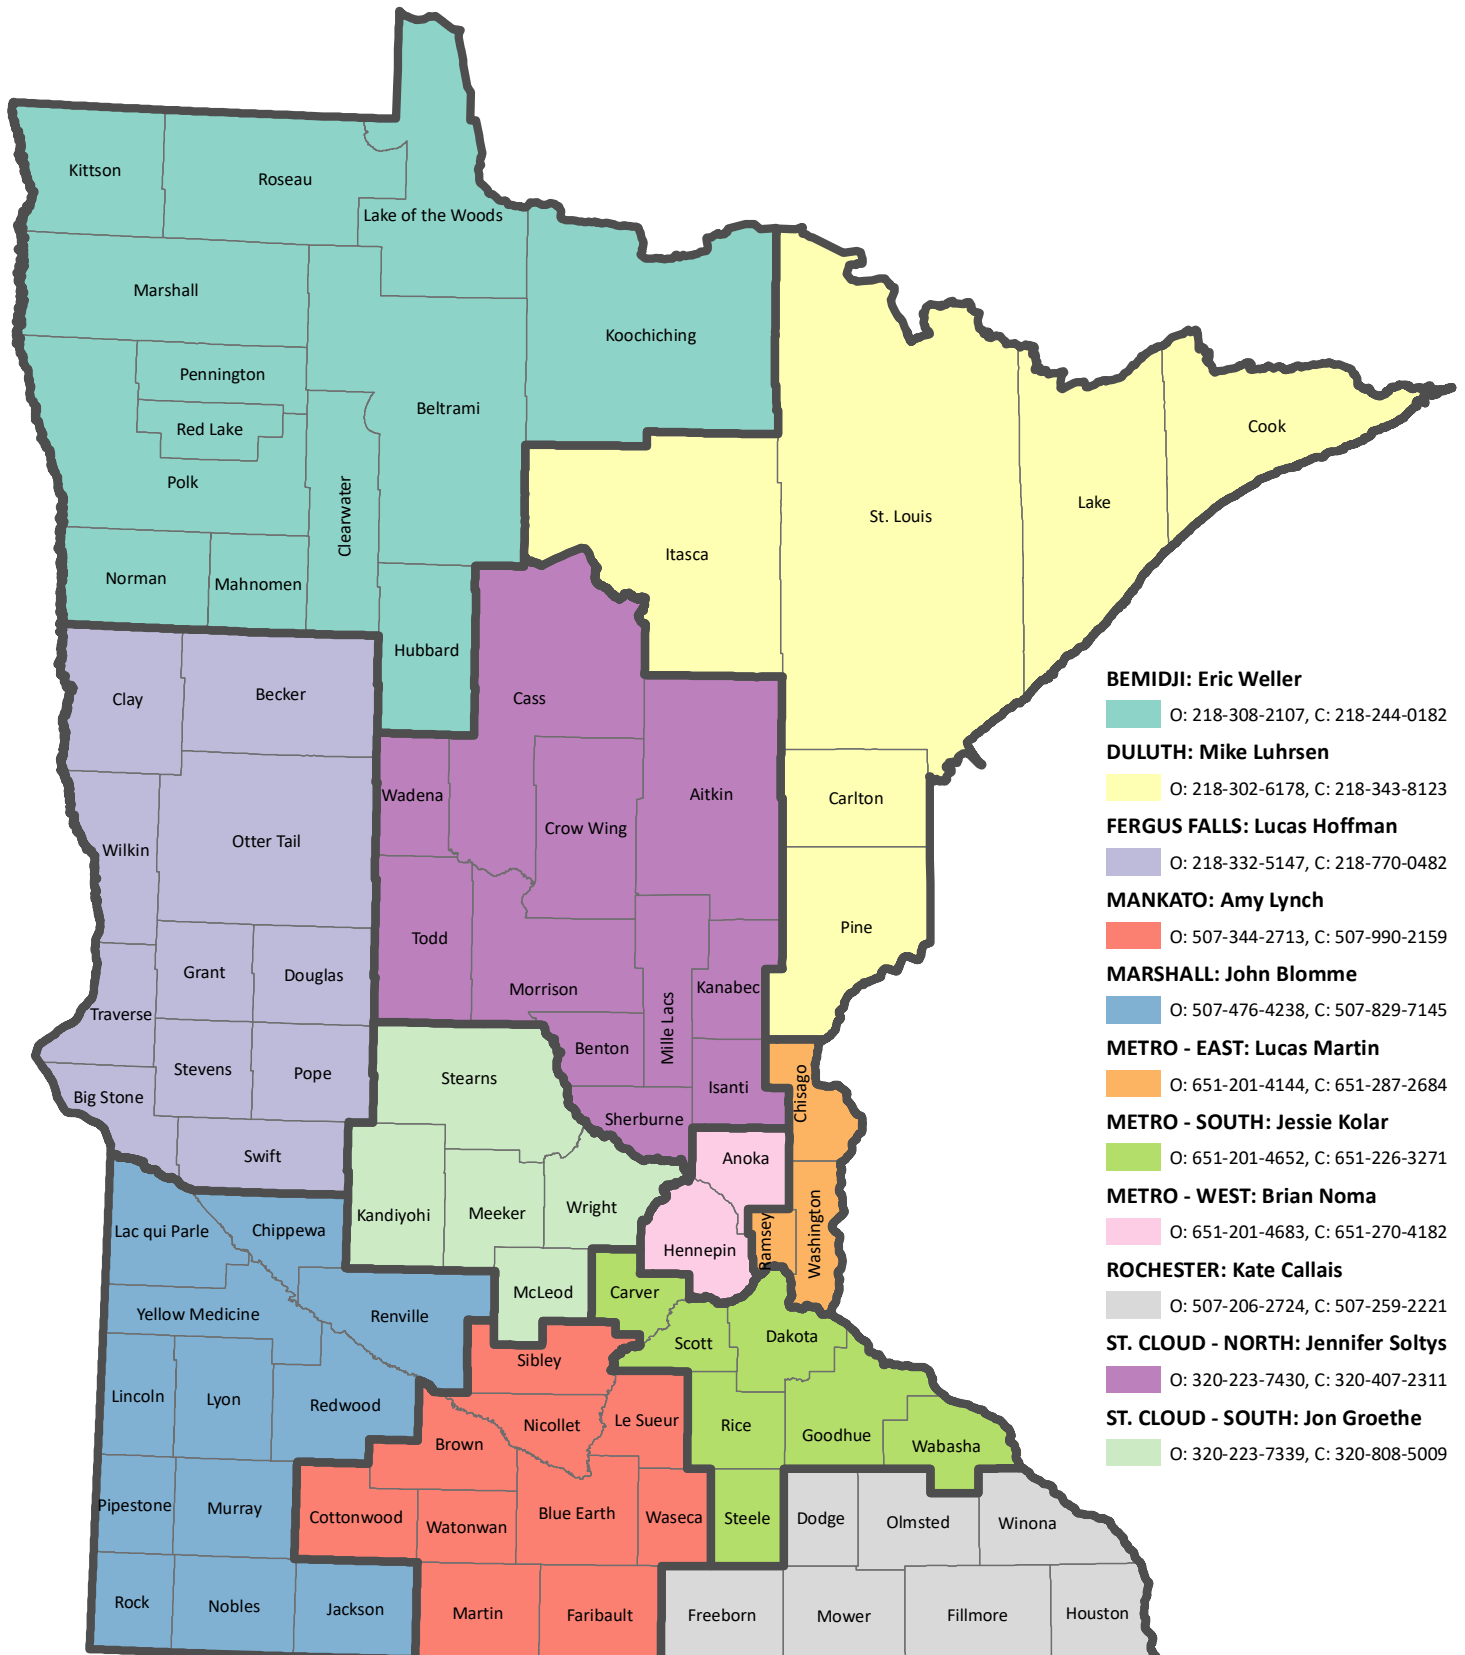 Kittson
Roseau
Lake of the Woods
Marshall
Koochiching
Pennington
Beltrami
Red Lake
Cook
Polk
Clearwater
Lake
St. Louis
Itasca
Norman
Mahnomen
Hubbard
Clay
Becker
Cass
Wadena
Aitkin
Carlton
Crow Wing
Otter Tail
Wilkin
Pine
Todd
Grant
Douglas
Morrison
Kanabec
Traverse
Mille Lacs
Benton
Stevens
Pope
Stearns
Isanti
Chisago
Big Stone
Sherburne
Swift
Anoka
Lac qui Parle
Chippewa
Kandiyohi
Meeker
Wright
Hennepin
Ramsey
Washington
McLeod
Carver
Yellow Medicine
Renville
Scott
Dakota
Sibley
Lincoln
Lyon
Redwood
Nicollet
Le Sueur
Rice
Goodhue
Wabasha
Brown
Pipestone
Murray
Cottonwood
Watonwan
Blue Earth
Waseca
Steele
Dodge
Olmsted
Winona
Rock
Nobles
Jackson
Martin
Faribault
Freeborn
Mower
Fillmore
Houston
BEMIDJI: Eric Weller
O: 218-308-2107, C: 218-244-0182
DULUTH: Mike Luhrsen
O: 218-302-6178, C: 218-343-8123
FERGUS FALLS: Lucas Hoffman
O: 218-332-5147, C: 218-770-0482
MANKATO: Amy Lynch
O: 507-344-2713, C: 507-990-2159
MARSHALL: John Blomme
O: 507-476-4238, C: 507-829-7145
METRO - EAST: Lucas Martin
O: 651-201-4144, C: 651-287-2684
METRO - SOUTH: Jessie Kolar
O: 651-201-4652, C: 651-226-3271
METRO - WEST: Brian Noma
O: 651-201-4683, C: 651-270-4182
ROCHESTER: Kate Callais
O: 507-206-2724, C: 507-259-2221
ST. CLOUD - NORTH: Jennifer Soltys
O: 320-223-7430, C: 320-407-2311
ST. CLOUD - SOUTH: Jon Groethe
O: 320-223-7339, C: 320-808-5009